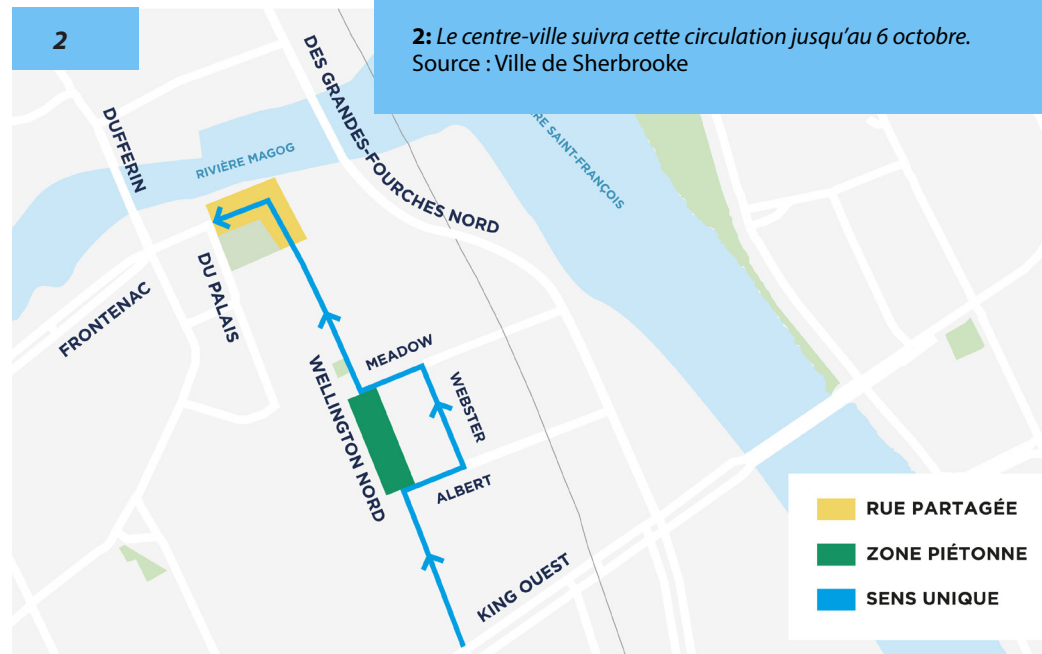 2
2: Le centre-ville suivra cette circulation jusqu'au 6 octobre.
Source : Ville de Sherbrooke
DES GRANDES-FOURCHES NORD
DUFFERIN
RIVIÈRE MAGOG
SAINT-FRANÇOIS
DU PALAIS
FRONTENAC
MEADOW
WELLINGTON NORD
WEBSTER
ALBERT
KING OUEST
RUE PARTAGÉE
ZONE PIÉTONNE
SENS UNIQUE